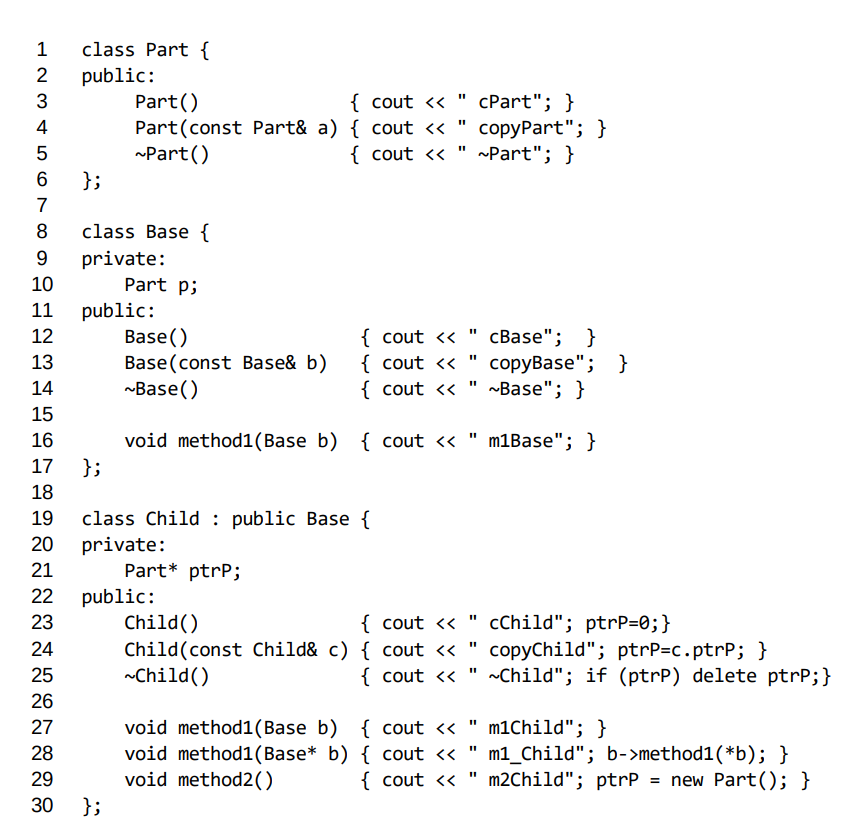 1 class Part {
2 public:
3 Part() { cout << " cPart"; }
4 Part(const Part& a) { cout << " copyPart"; }
5 ~Part() { cout << " ~Part"; }
6 };
7
8 class Base {
9 private:
10 Part p;
11 public:
12 Base() { cout << " cBase"; }
13 Base(const Base& b) { cout << " copyBase"; }
14 ~Base() { cout << " ~Base"; }
15
16 void method1(Base b) { cout << " m1Base"; }
17 };
18
19 class Child : public Base {
20 private:
21 Part* ptrP;
22 public:
23 Child() { cout << " cChild"; ptrP=0;}
24 Child(const Child& c) { cout << " copyChild"; ptrP=c.ptrP; }
25 ~Child() { cout << " ~Child"; if (ptrP) delete ptrP;}
26
27 void method1(Base b) { cout << " m1Child"; }
28 void method1(Base* b) { cout << " m1_Child"; b->method1(*b); }
29 void method2() { cout << " m2Child"; ptrP = new Part(); }
30 };